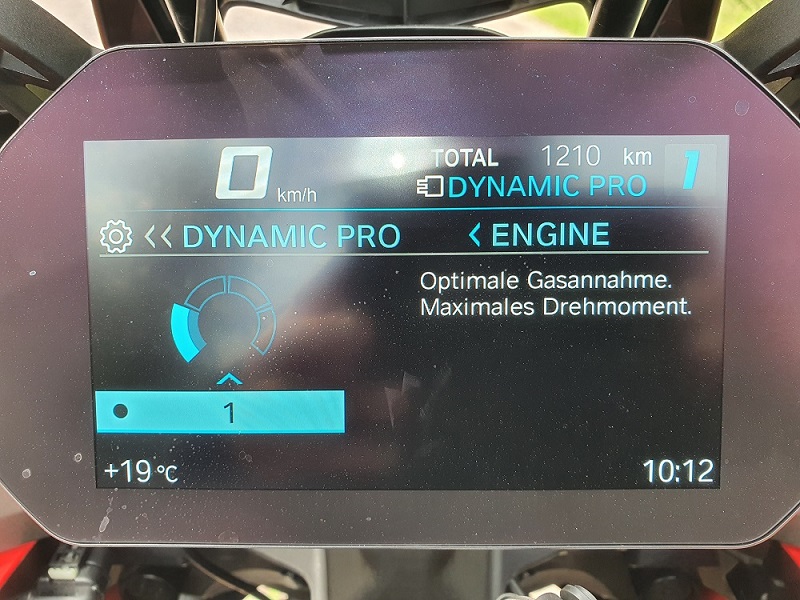 0 km/h
TOTAL 1210 km
DYNAMIC PRO
1
<< DYNAMIC PRO < ENGINE
Optimale Gasannahme.
Maximales Drehmoment.
1
+19 °C
10:12